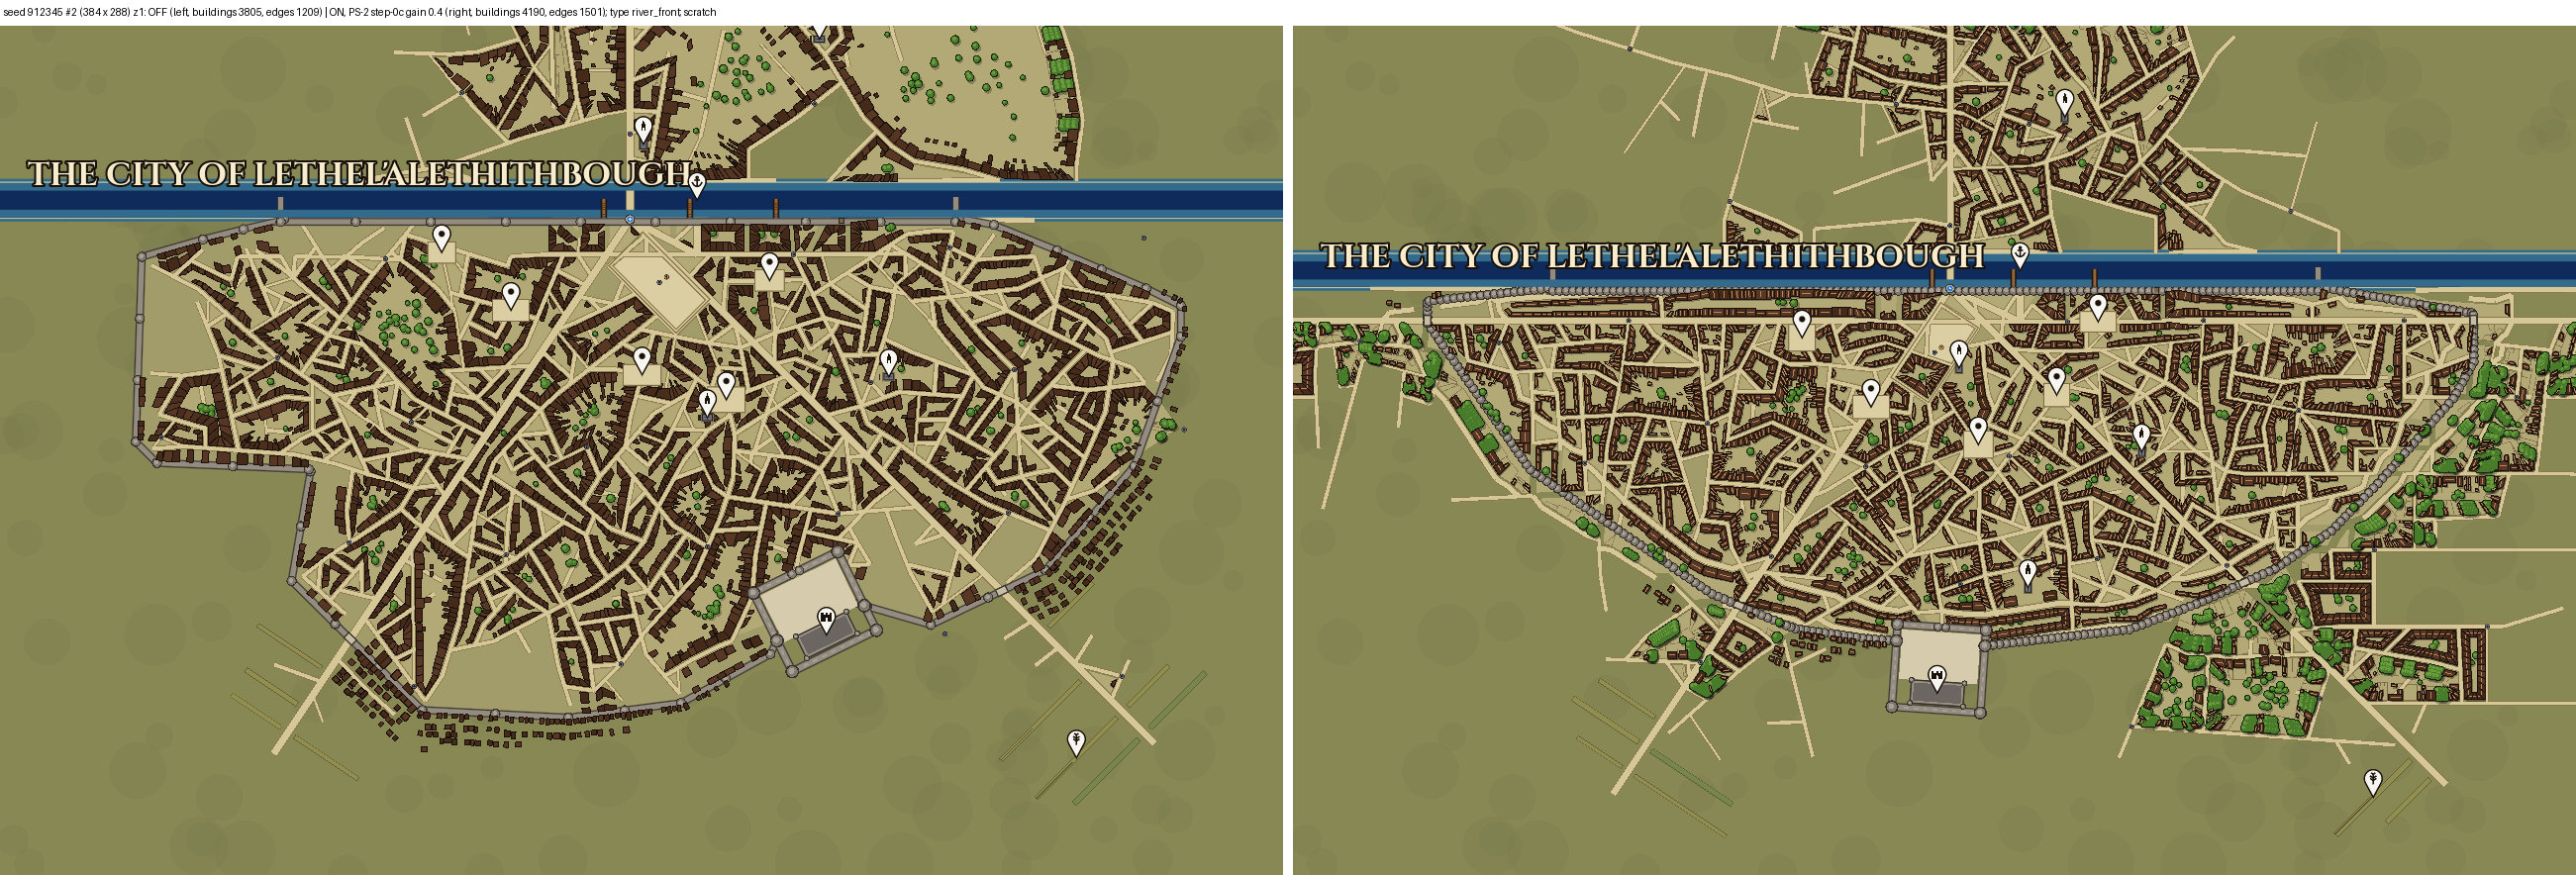 seed 912345 #2 (384 x 288) z1: OFF (left, buildings 3805, edges 1209) | ON, PS-2 step-0c gain 0.4 (right, buildings 4190, edges 1501); type river_front; scratch
THE CITY OF LETHEL'ALETHITHBOUGH
THE CITY OF LETHEL'ALETHITHBOUGH